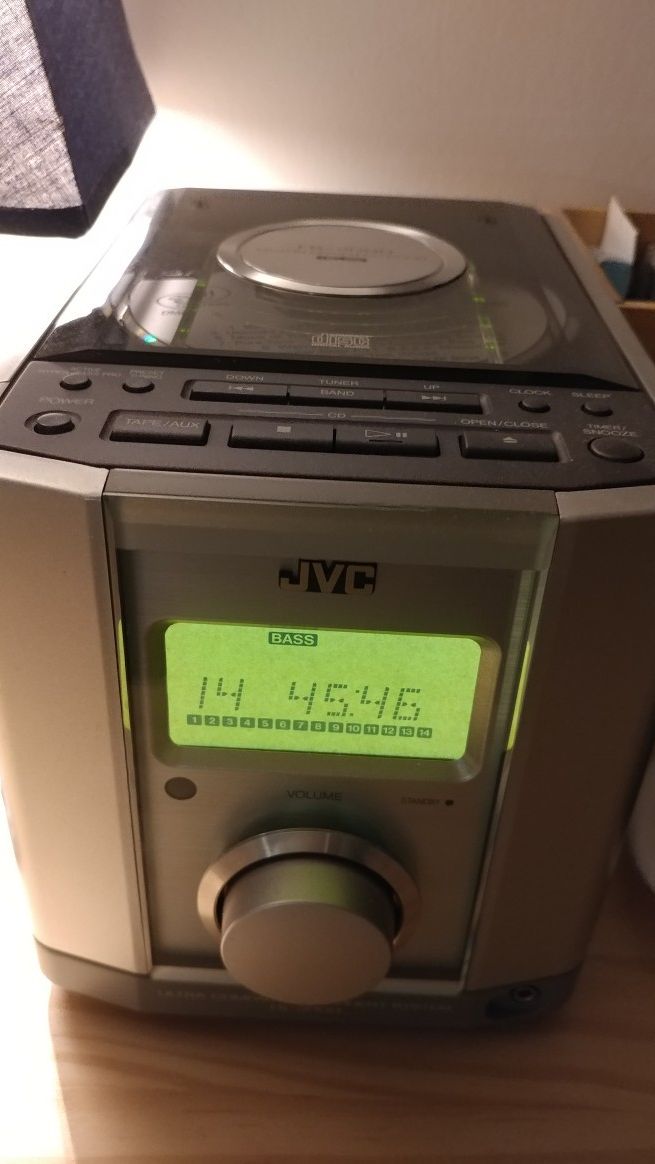 disc
DOWN
TUNER
UP
BAND
CLOCK
SLEEP
POWER
CD
TAPE/AUX
OPEN/CLOSE
TIMER/
SNOOZE
JVC
BASS
14 45:46
1 2 3 4 5 6 7 8 9 10 11 12 13 14
VOLUME
STANDBY